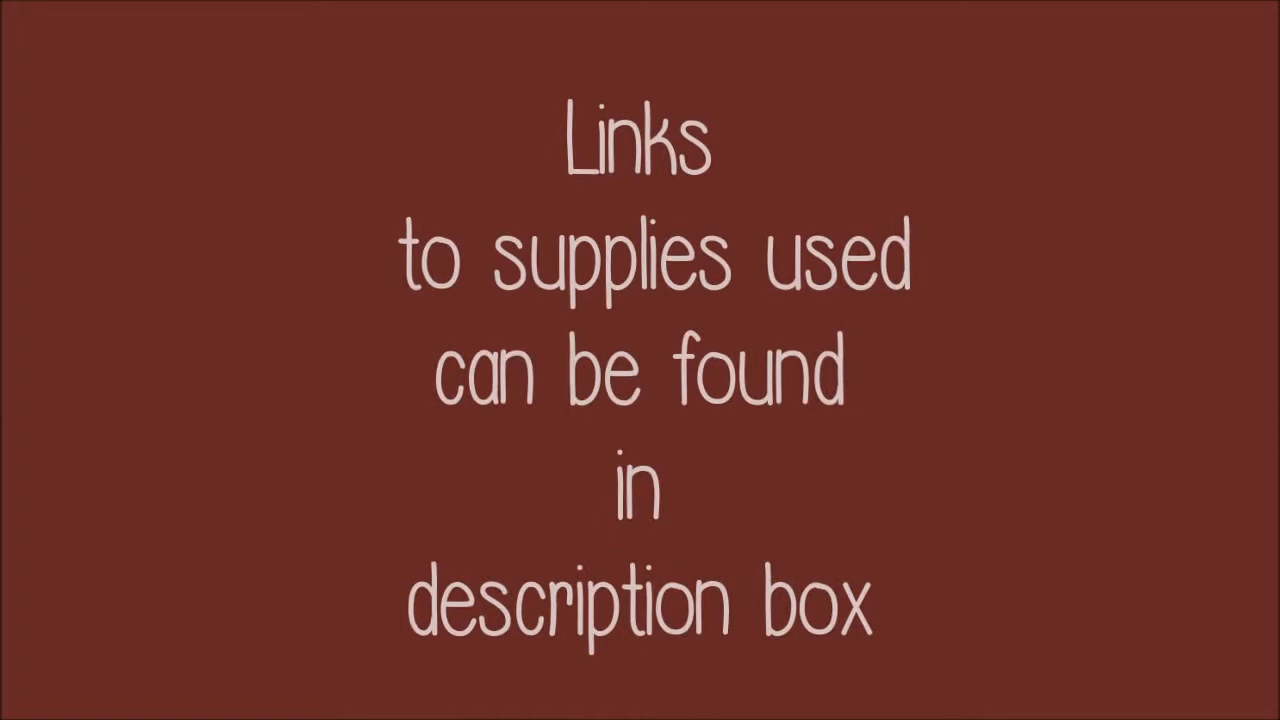 Links
to supplies used
can be found
in
description box